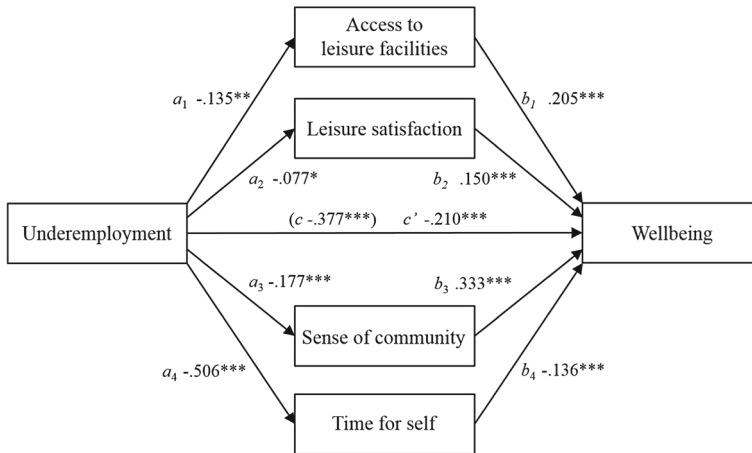 Access to
leisure facilities
a₁ -.135**
b₁ .205***
Leisure satisfaction
a₂ -.077*
b₂ .150***
Underemployment
(c -.377***) c’ -.210***
Wellbeing
a₃ -.177***
b₃ .333***
Sense of community
a₄ -.506***
b₄ -.136***
Time for self